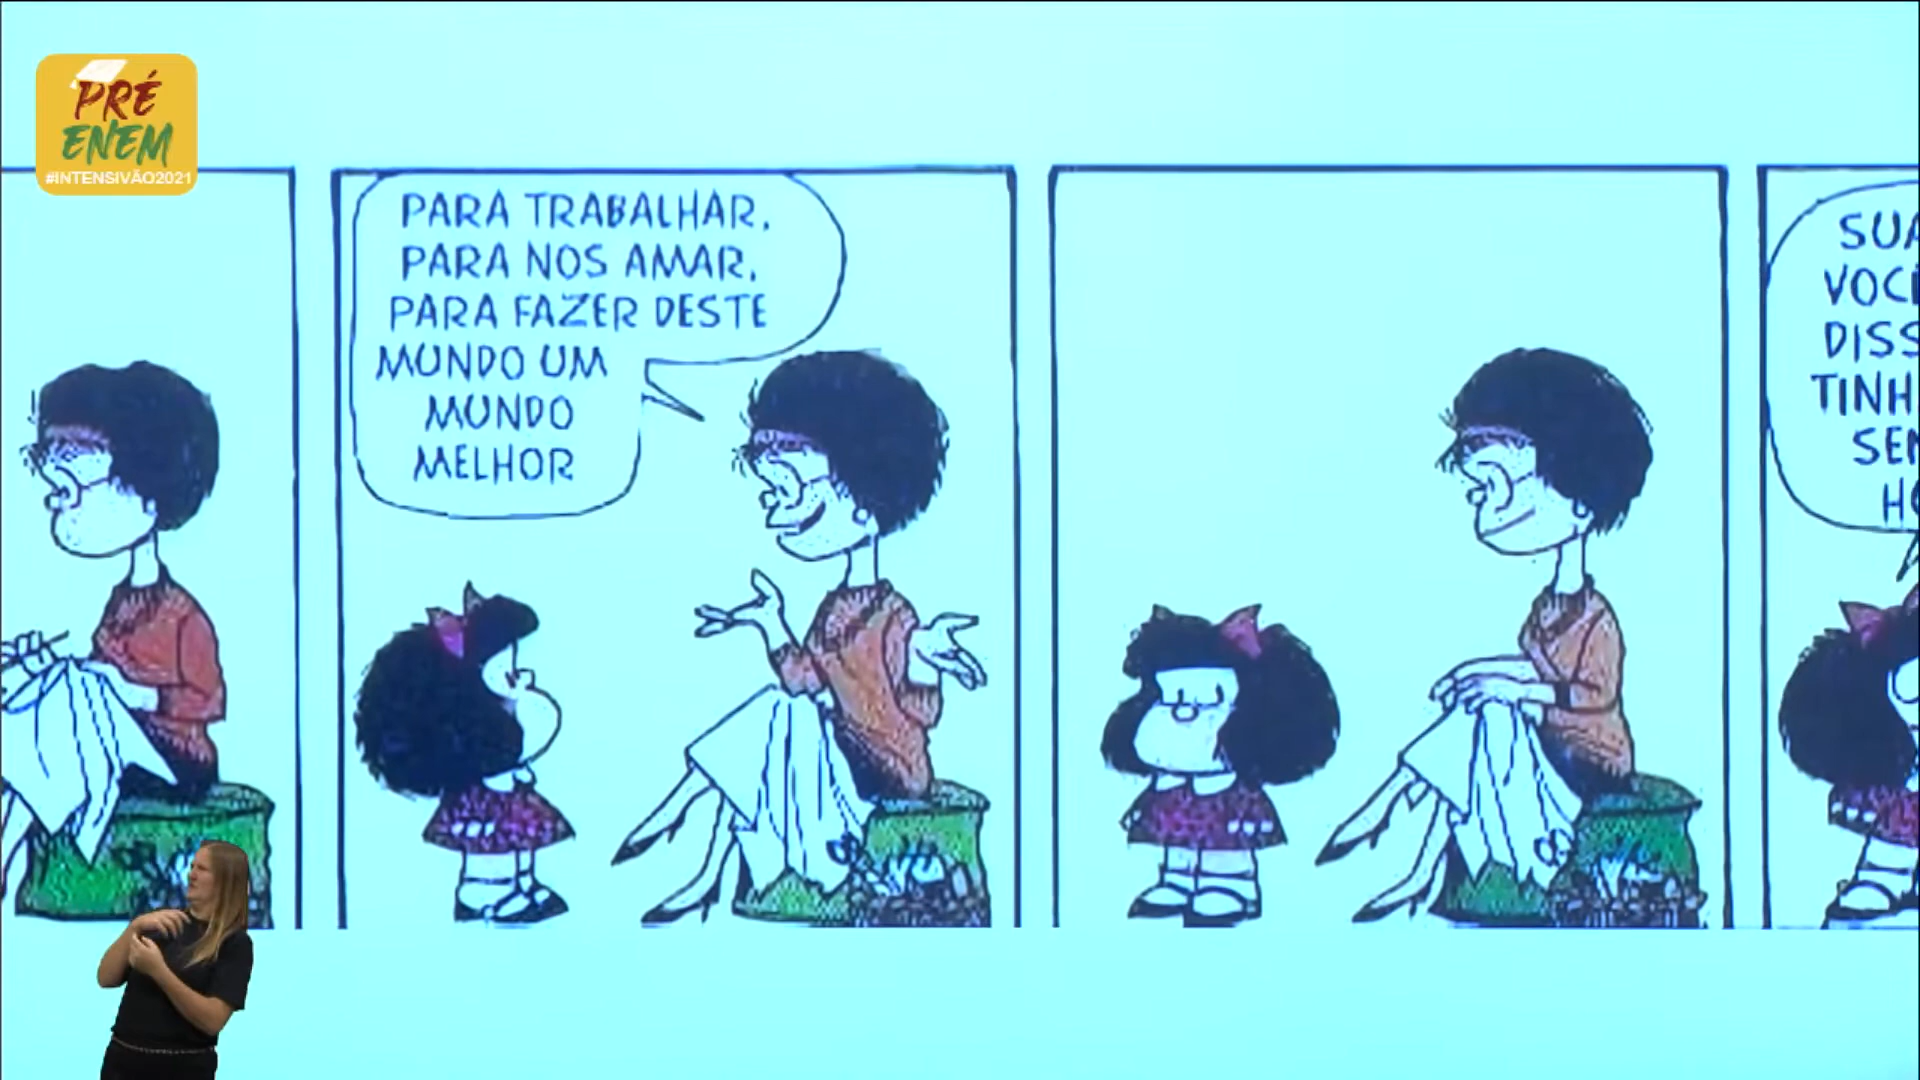 PRÉ
ENEM
#INTENSIVÃO2021
PARA TRABALHAR,
PARA NOS AMAR,
PARA FAZER DESTE
MUNDO UM
MUNDO
MELHOR